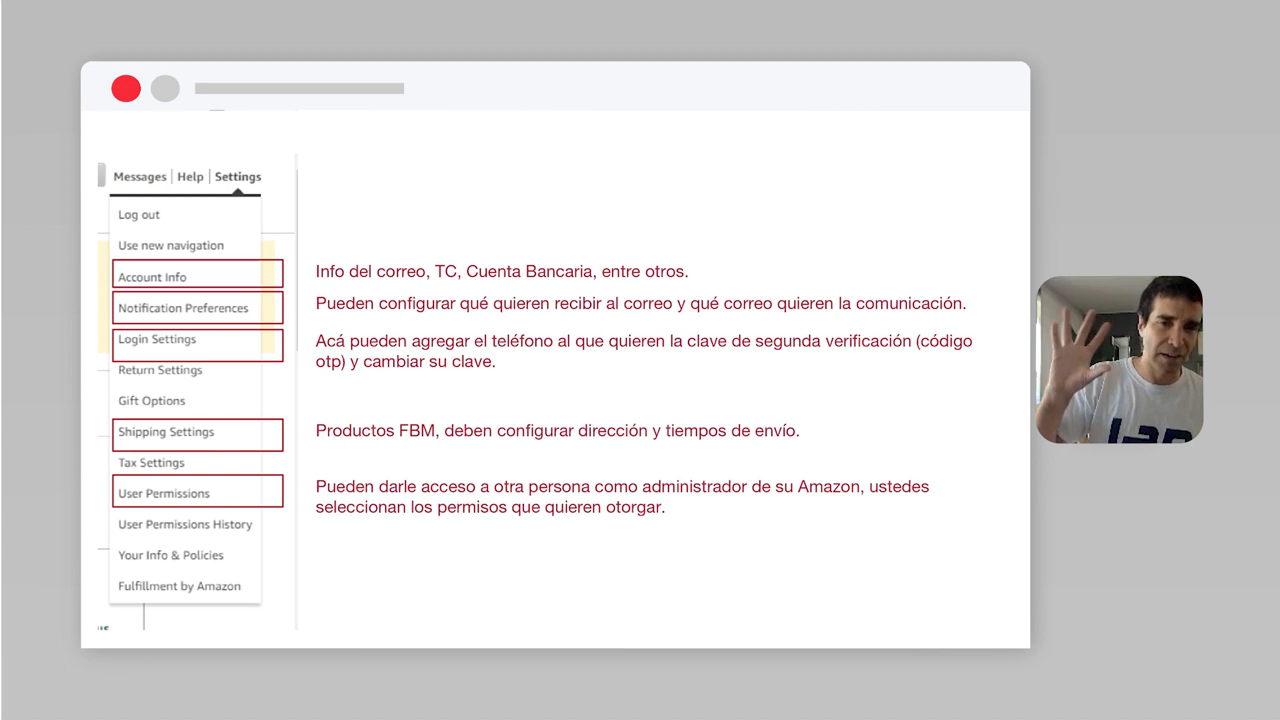 Messages | Help | Settings
Log out
Use new navigation
Account Info
Info del correo, TC, Cuenta Bancaria, entre otros.
Notification Preferences
Pueden configurar qué quieren recibir al correo y qué correo quieren la comunicación.
Login Settings
Acá pueden agregar el teléfono al que quieren la clave de segunda verificación (código
otp) y cambiar su clave.
Return Settings
Gift Options
Shipping Settings
Productos FBM, deben configurar dirección y tiempos de envío.
Tax Settings
User Permissions
Pueden darle acceso a otra persona como administrador de su Amazon, ustedes
seleccionan los permisos que quieren otorgar.
User Permissions History
Your Info & Policies
Fulfillment by Amazon